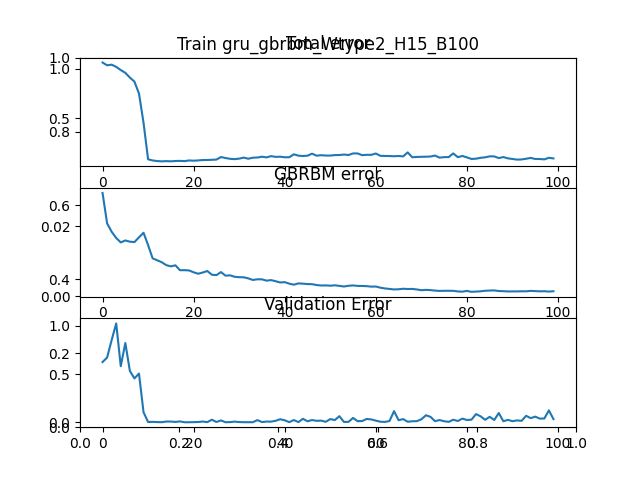 Train gru_gbrbm_Wtype2_H15_B100
Total error
1.0
1.0
0.5
0.8
0 20 40 60 80 100
GBRBM error
0.6
0.02
0.4
0.00
0 20 40 60 80 100
Validation Error
1.0
0.2
0.5
0.0
0.0
0.0 0 0.2 20 0.4 40 0.6 60 80 0.8 100 1.0